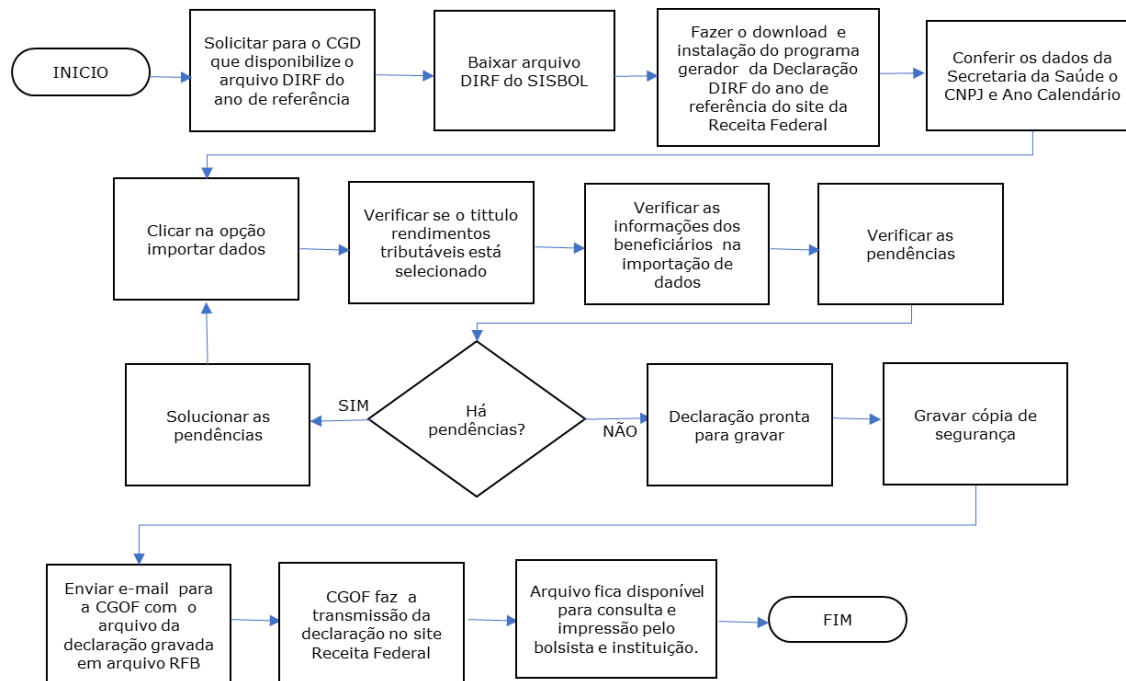 INICIO
Solicitar para o CGD
que disponibilize o
arquivo DIRF do
ano de referência
Baixar arquivo
DIRF do SISBOL
Fazer o download e
instalação do programa
gerador da Declaração
DIRF do ano de
referência do site da
Receita Federal
Conferir os dados da
Secretaria da Saúde o
CNPJ e Ano Calendário
Clicar na opção
importar dados
Verificar se o tittulo
rendimentos
tributáveis está
selecionado
Verificar as
informações dos
beneficiários na
importação de
dados
Verificar as
pendências
Solucionar as
pendências
SIM
Há
pendências?
NÃO
Declaração pronta
para gravar
Gravar cópia de
segurança
Enviar e-mail para
a CGOF com o
arquivo da
declaração gravada
em arquivo RFB
CGOF faz a
transmissão da
declaração no site
Receita Federal
Arquivo fica disponível
para consulta e
impressão pelo
bolsista e instituição.
FIM